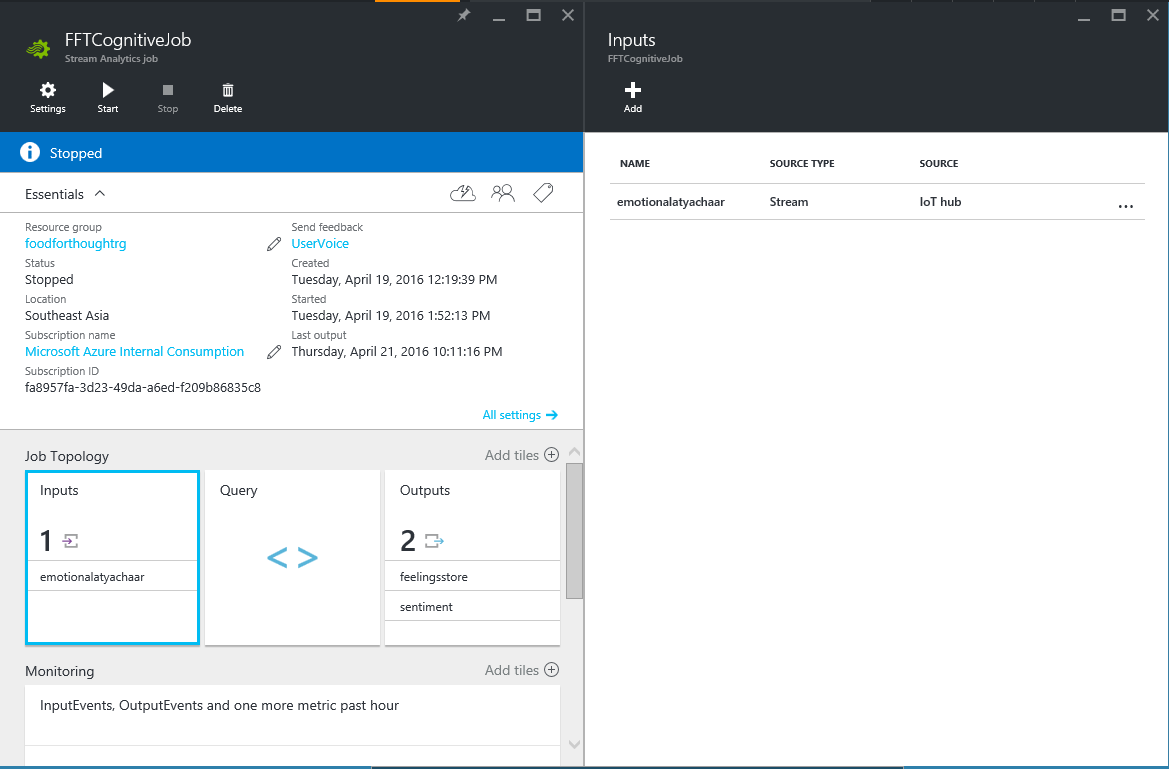 FFTCognitiveJob
Stream Analytics job
Settings
Start
Stop
Delete
Stopped
Essentials
Resource group
foodforthoughtrg
Status
Stopped
Location
Southeast Asia
Subscription name
Microsoft Azure Internal Consumption
Subscription ID
fa8957fa-3d23-49da-a6ed-f209b86835c8
Send feedback
UserVoice
Created
Tuesday, April 19, 2016 12:19:39 PM
Started
Tuesday, April 19, 2016 1:52:13 PM
Last output
Thursday, April 21, 2016 10:11:16 PM
All settings
Job Topology
Add tiles
Inputs
1
emotionalatyachaar
Query
< >
Outputs
2
feelingsstore
sentiment
Monitoring
Add tiles
InputEvents, OutputEvents and one more metric past hour
Inputs
FFTCognitiveJob
Add
NAME SOURCE TYPE SOURCE
emotionalatyachaar Stream IoT hub ...